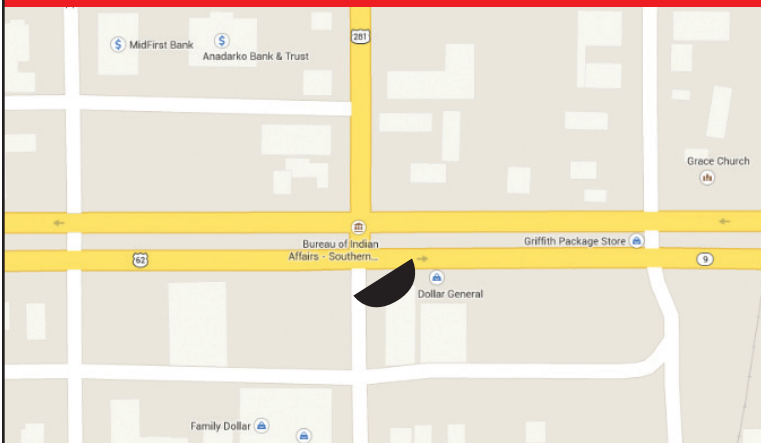 281
MidFirst Bank
Anadarko Bank & Trust
Grace Church
Bureau of Indian
Affairs - Southern...
Griffith Package Store
62
9
Dollar General
Family Dollar